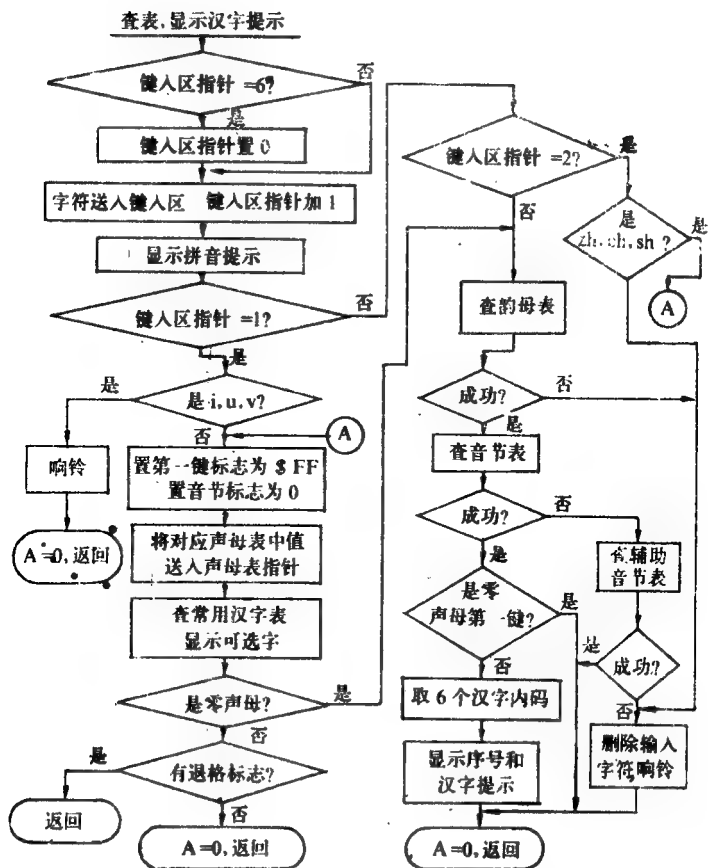 查表,显示汉字提示
键入区指针 =6?
否
是
键入区指针置 0
字符送入键入区 键入区指针加 1
显示拼音提示
键入区指针 =1?
否
是
是 i, u, v?
是
否
A
响铃
A=0,返回
置第一键标志为 $FF
置音节标志为 0
将对应声母表中值
送入声母表指针
查常用汉字表
显示可选字
是零声母?
是
否
有退格标志?
是
返回
否
A=0,返回
键入区指针 =2?
是
否
是
zh, ch, sh ?
是
A
查韵母表
成功?
否
是
查音节表
成功?
否
是
查辅助
音节表
是零
声母第一键?
是
否
成功?
是
否
取 6 个汉字内码
显示序号和
汉字提示
删除输入
字符响铃
A=0,返回